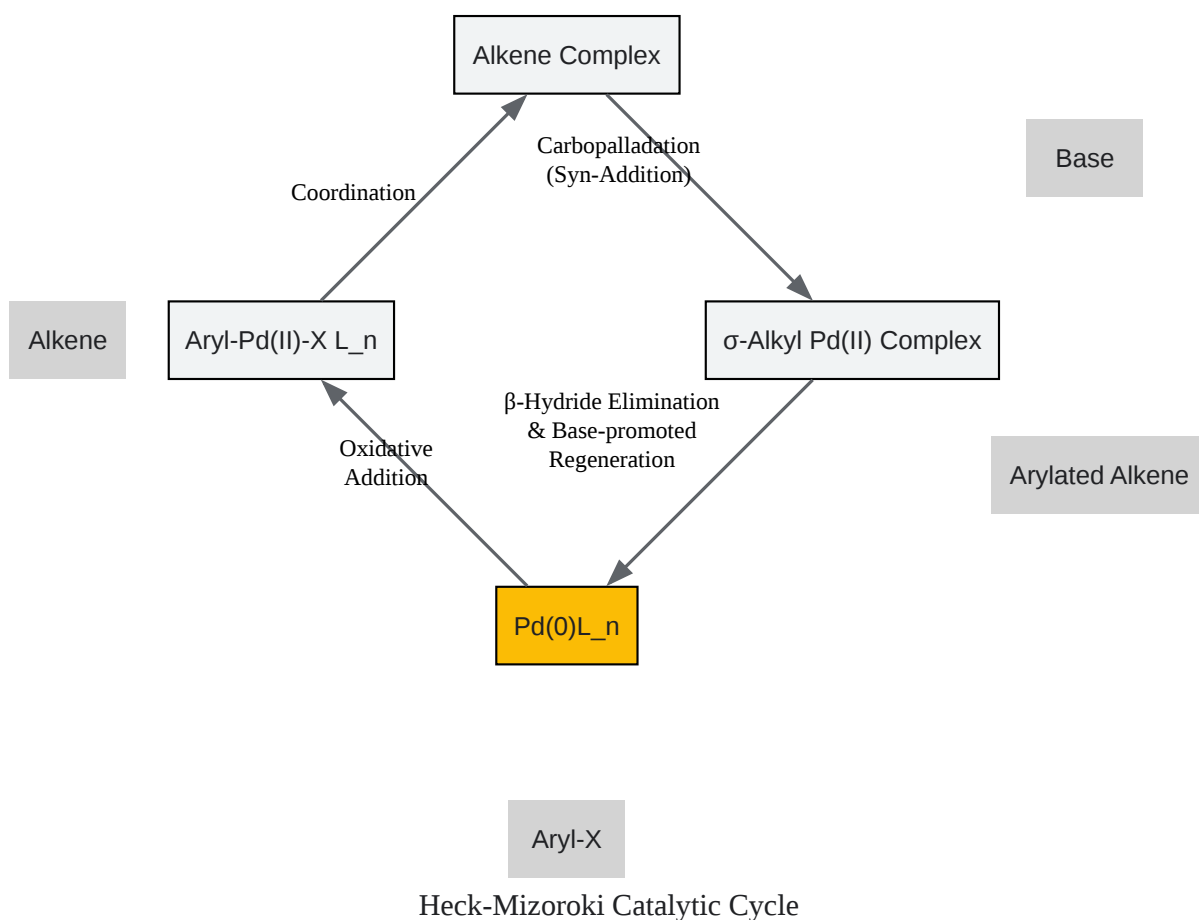 Alkene Complex
Carbopalladation
(Syn-Addition)
Base
Coordination
Alkene
Aryl-Pd(II)-X L_n
σ-Alkyl Pd(II) Complex
β-Hydride Elimination
& Base-promoted
Regeneration
Oxidative
Addition
Arylated Alkene
Pd(0)L_n
Aryl-X
Heck-Mizoroki Catalytic Cycle